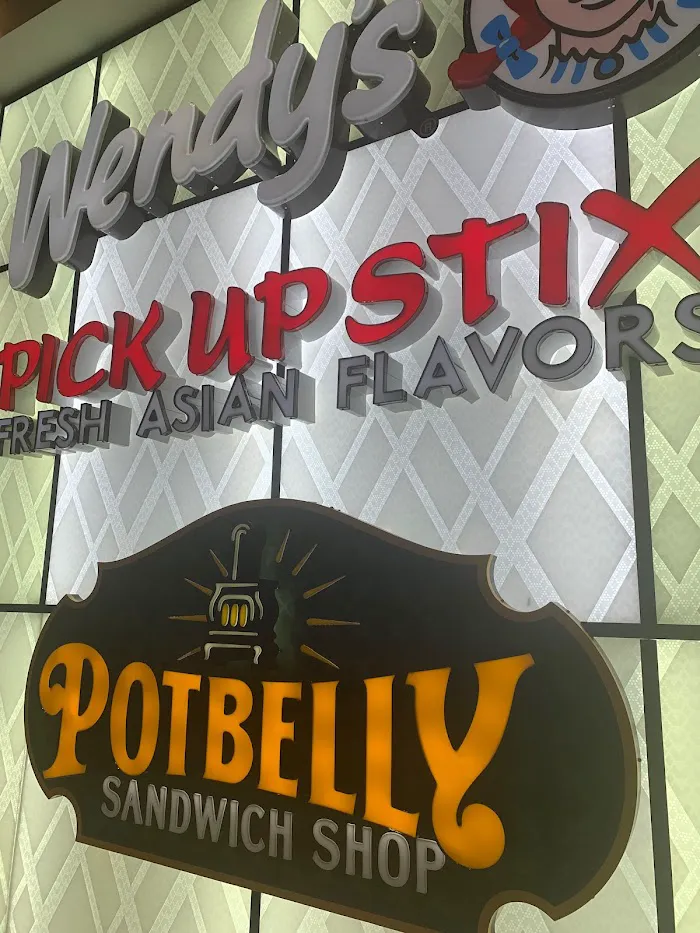 Wendy's
PICK UP STIX
FRESH ASIAN FLAVORS
POTBELLY
SANDWICH SHOP